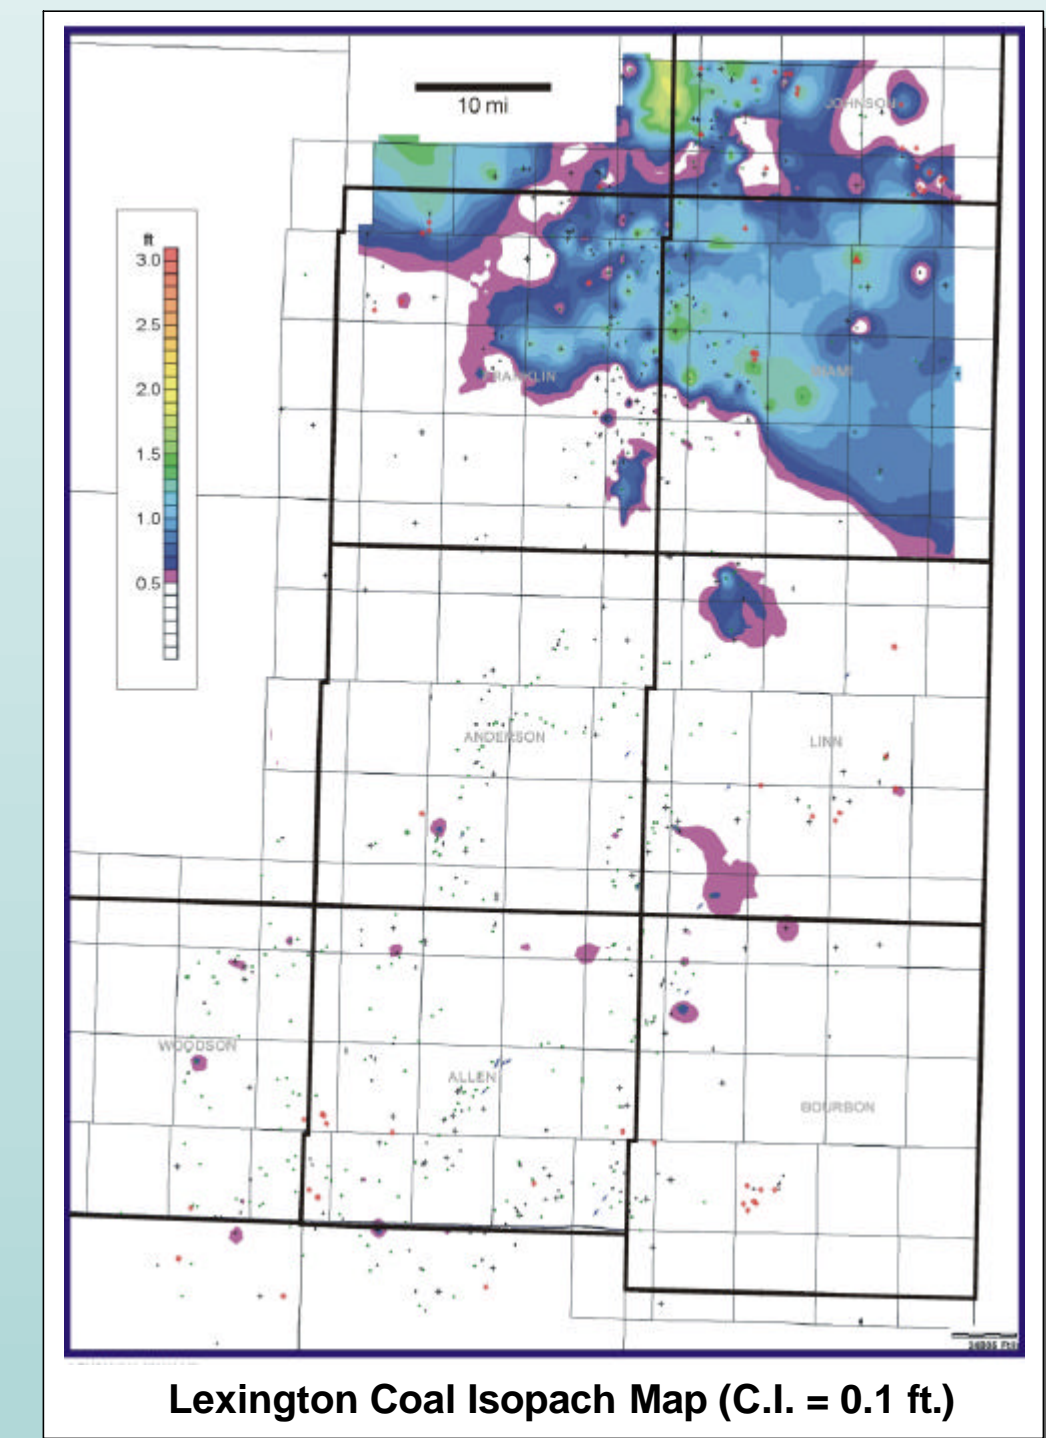 10 mi
JOHNSON
ft
3.0
2.5
2.0
1.5
1.0
0.5
RANKLIN
MIAMI
ANDERSON
LINN
WOODSON
ALLEN
BOURBON
Lexington Coal Isopach Map (C.I. = 0.1 ft.)